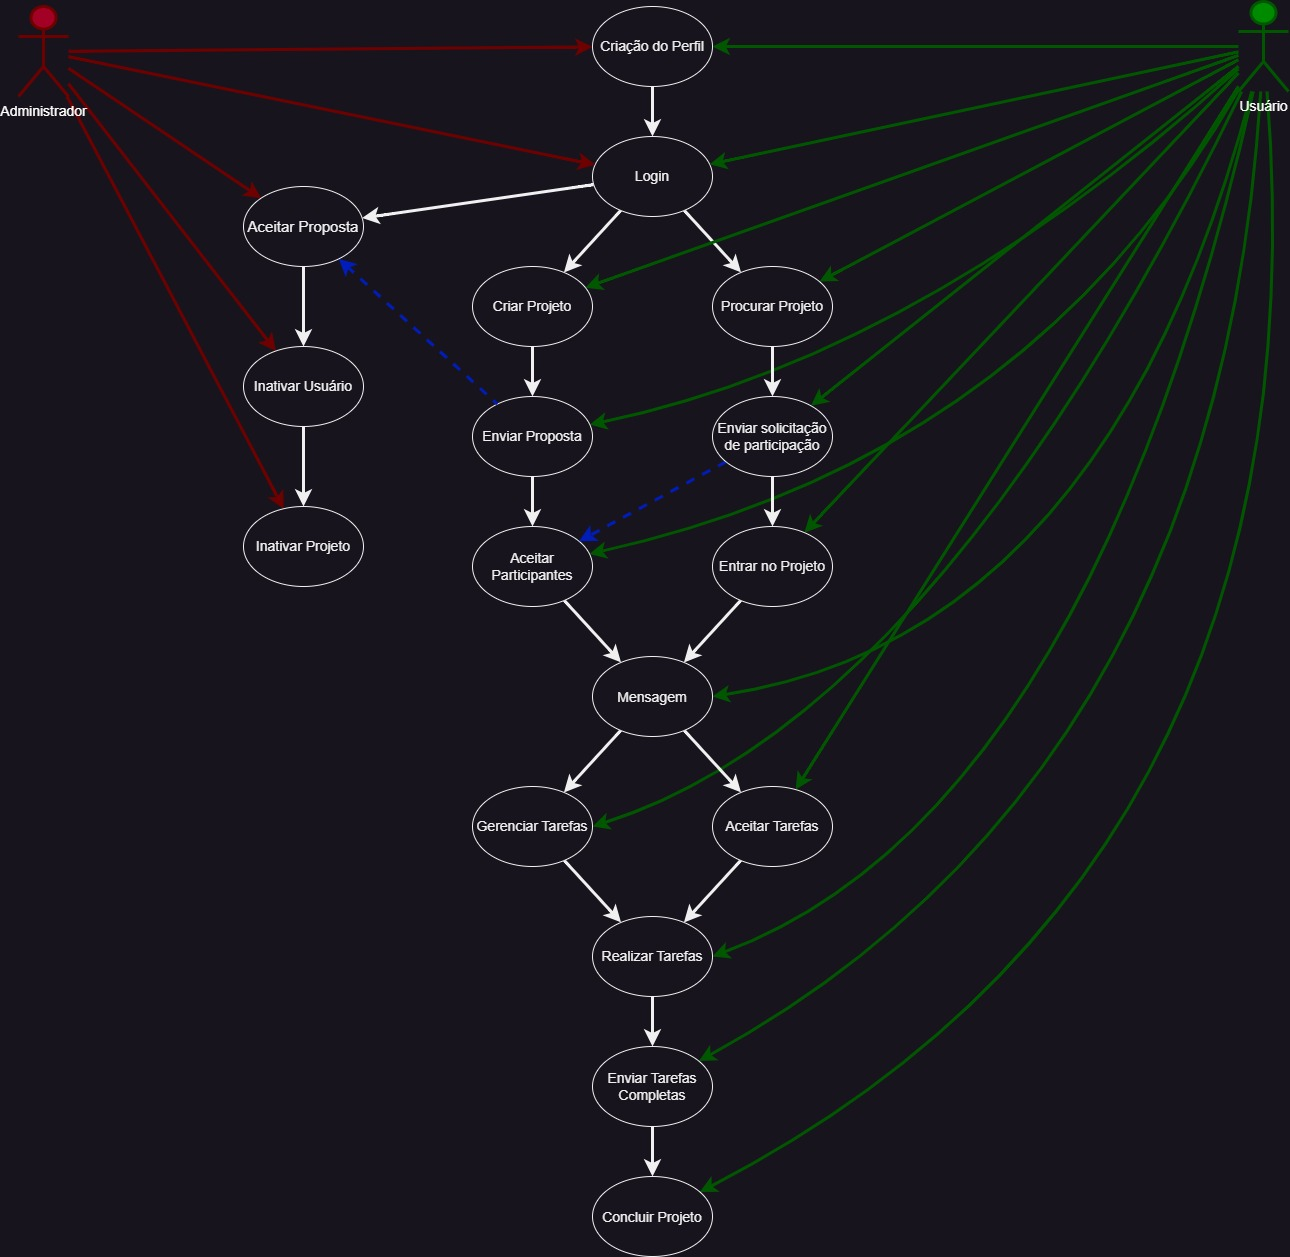 Criação do Perfil
Administrador
Usuário
Login
Aceitar Proposta
Criar Projeto
Procurar Projeto
Inativar Usuário
Enviar Proposta
Enviar solicitação
de participação
Inativar Projeto
Aceitar
Participantes
Entrar no Projeto
Mensagem
Gerenciar Tarefas
Aceitar Tarefas
Realizar Tarefas
Enviar Tarefas
Completas
Concluir Projeto